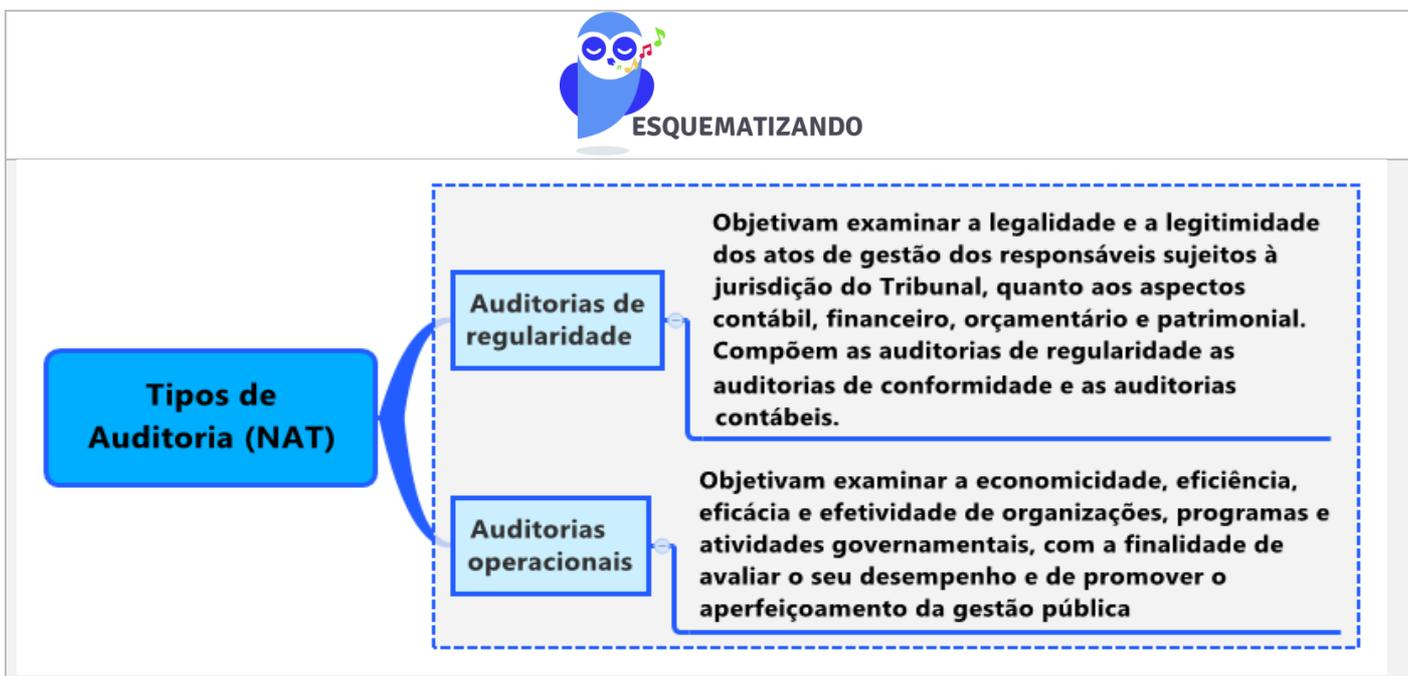 ESQUEMATIZANDO
Tipos de
Auditoria (NAT)
Auditorias de
regularidade
Objetivam examinar a legalidade e a legitimidade
dos atos de gestão dos responsáveis sujeitos à
jurisdição do Tribunal, quanto aos aspectos
contábil, financeiro, orçamentário e patrimonial.
Compõem as auditorias de regularidade as
auditorias de conformidade e as auditorias
contábeis.
Auditorias
operacionais
Objetivam examinar a economicidade, eficiência,
eficácia e efetividade de organizações, programas e
atividades governamentais, com a finalidade de
avaliar o seu desempenho e de promover o
aperfeiçoamento da gestão pública